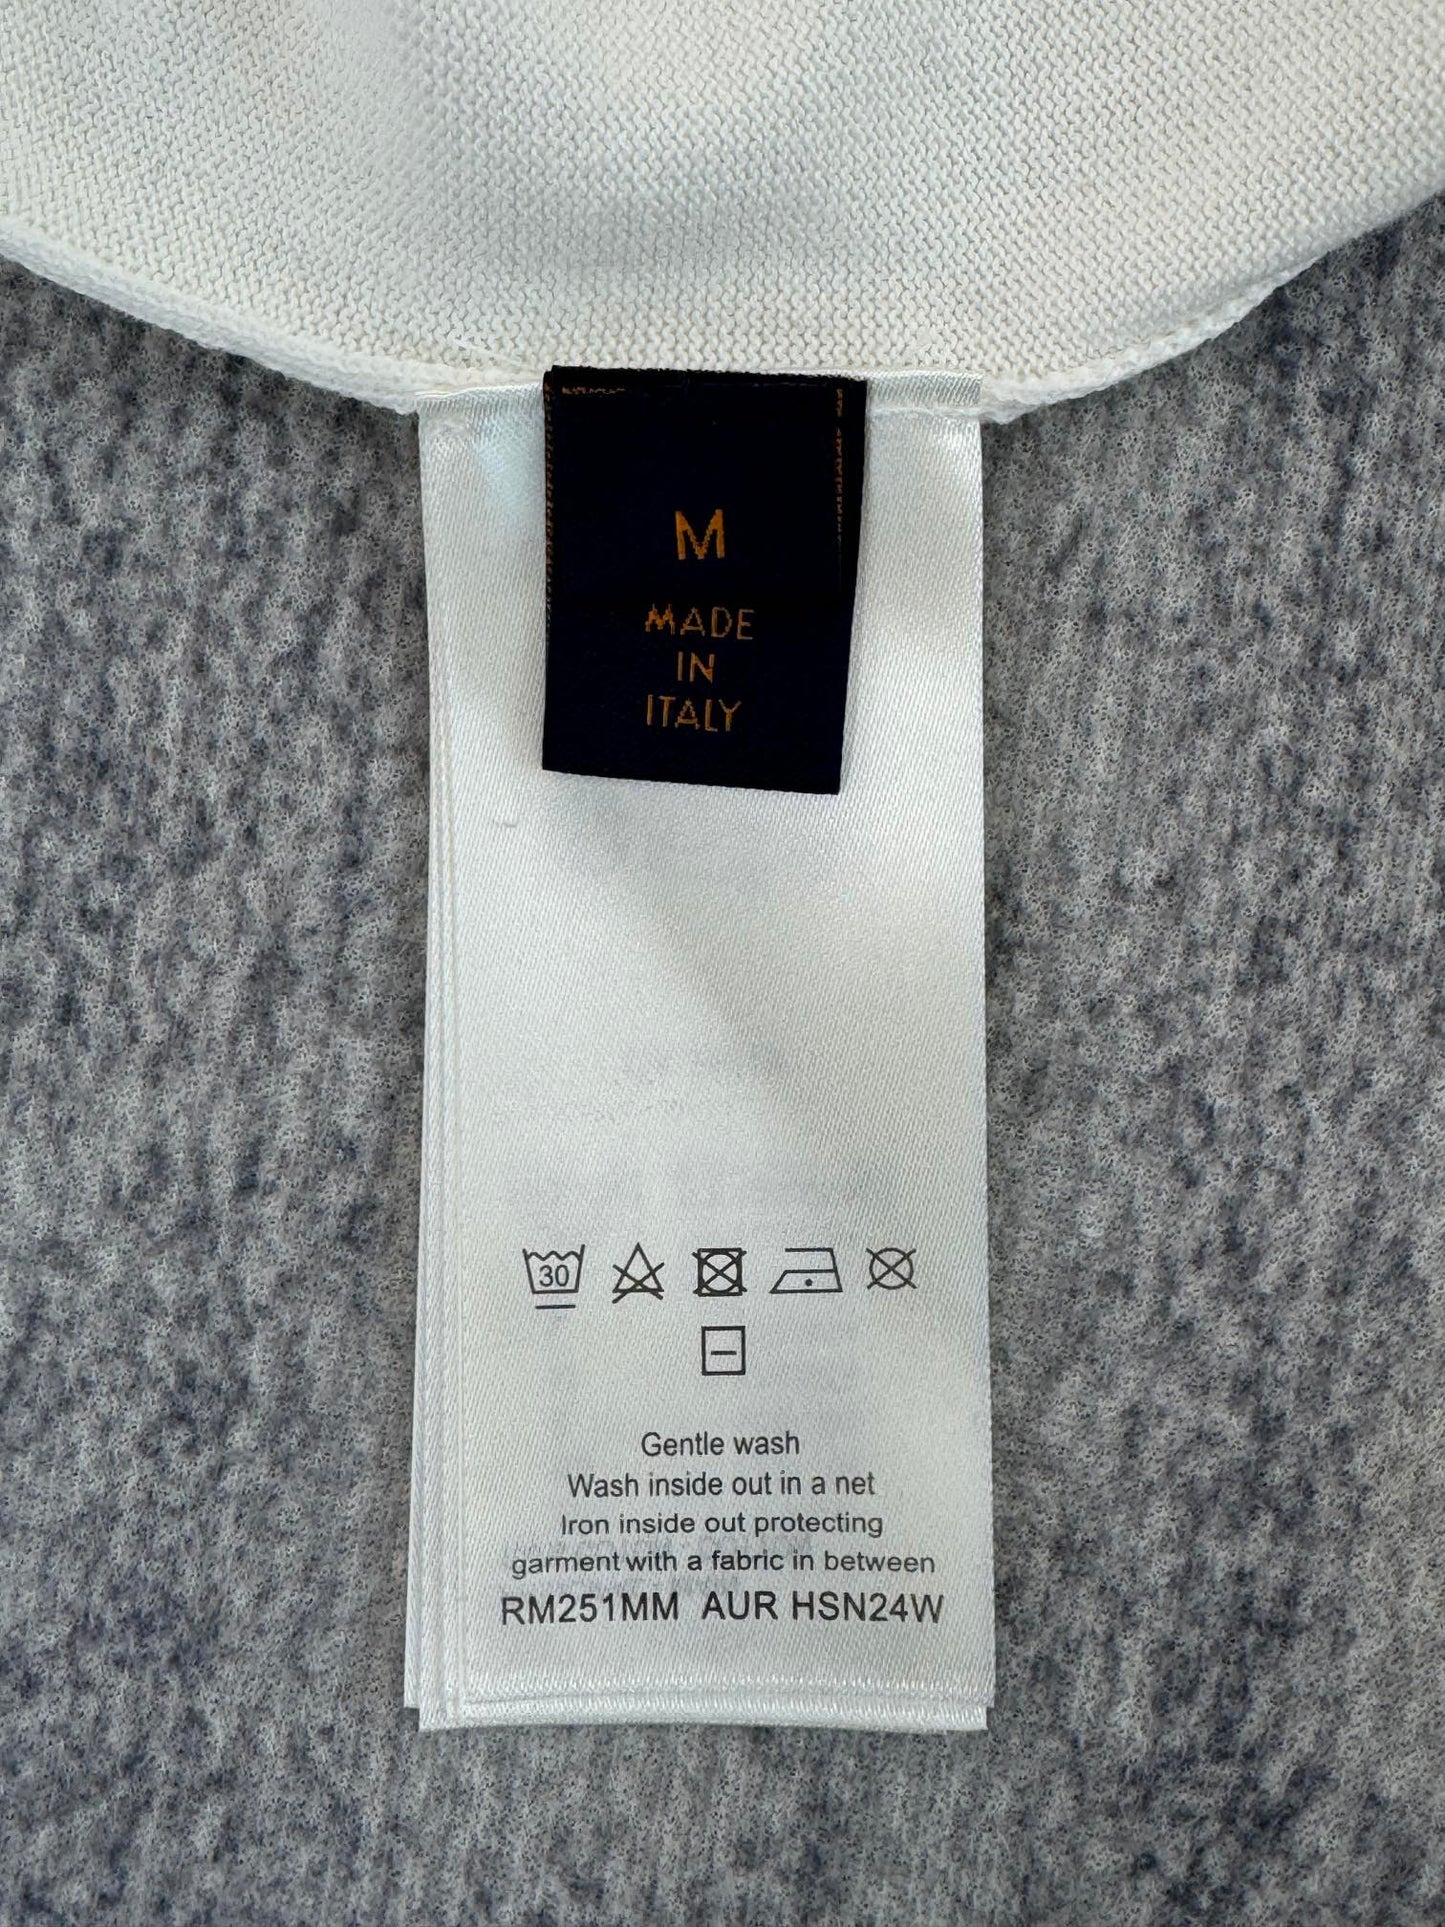 M
MADE
IN
ITALY
30
Gentle wash
Wash inside out in a net
Iron inside out protecting
garment with a fabric in between
RM251MM AUR HSN24W